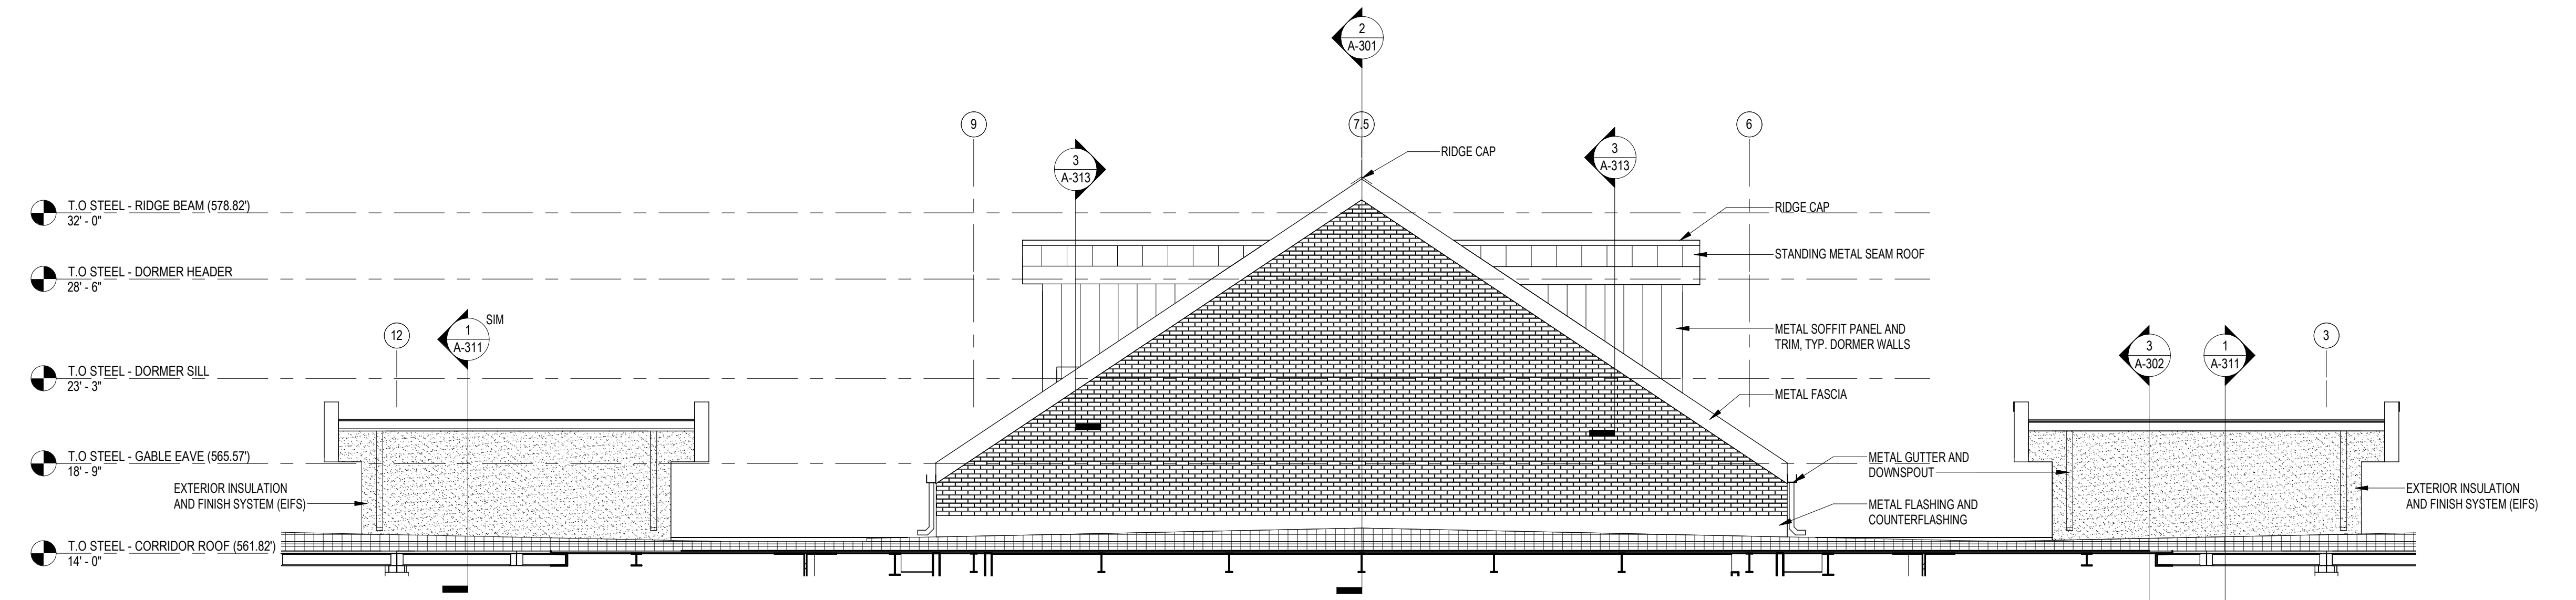 2
A-301
9
7.5
6
3
A-313
3
A-313
RIDGE CAP
T.O STEEL - RIDGE BEAM (578.82')
32' - 0"
RIDGE CAP
STANDING METAL SEAM ROOF
T.O STEEL - DORMER HEADER
28' - 6"
12
1
A-311
SIM
METAL SOFFIT PANEL AND
TRIM, TYP. DORMER WALLS
3
A-302
1
A-311
3
T.O STEEL - DORMER SILL
23' - 3"
METAL FASCIA
T.O STEEL - GABLE EAVE (565.57')
18' - 9"
METAL GUTTER AND
DOWNSPOUT
EXTERIOR INSULATION
AND FINISH SYSTEM (EIFS)
EXTERIOR INSULATION
AND FINISH SYSTEM (EIFS)
METAL FLASHING AND
COUNTERFLASHING
T.O STEEL - CORRIDOR ROOF (561.82')
14' - 0"